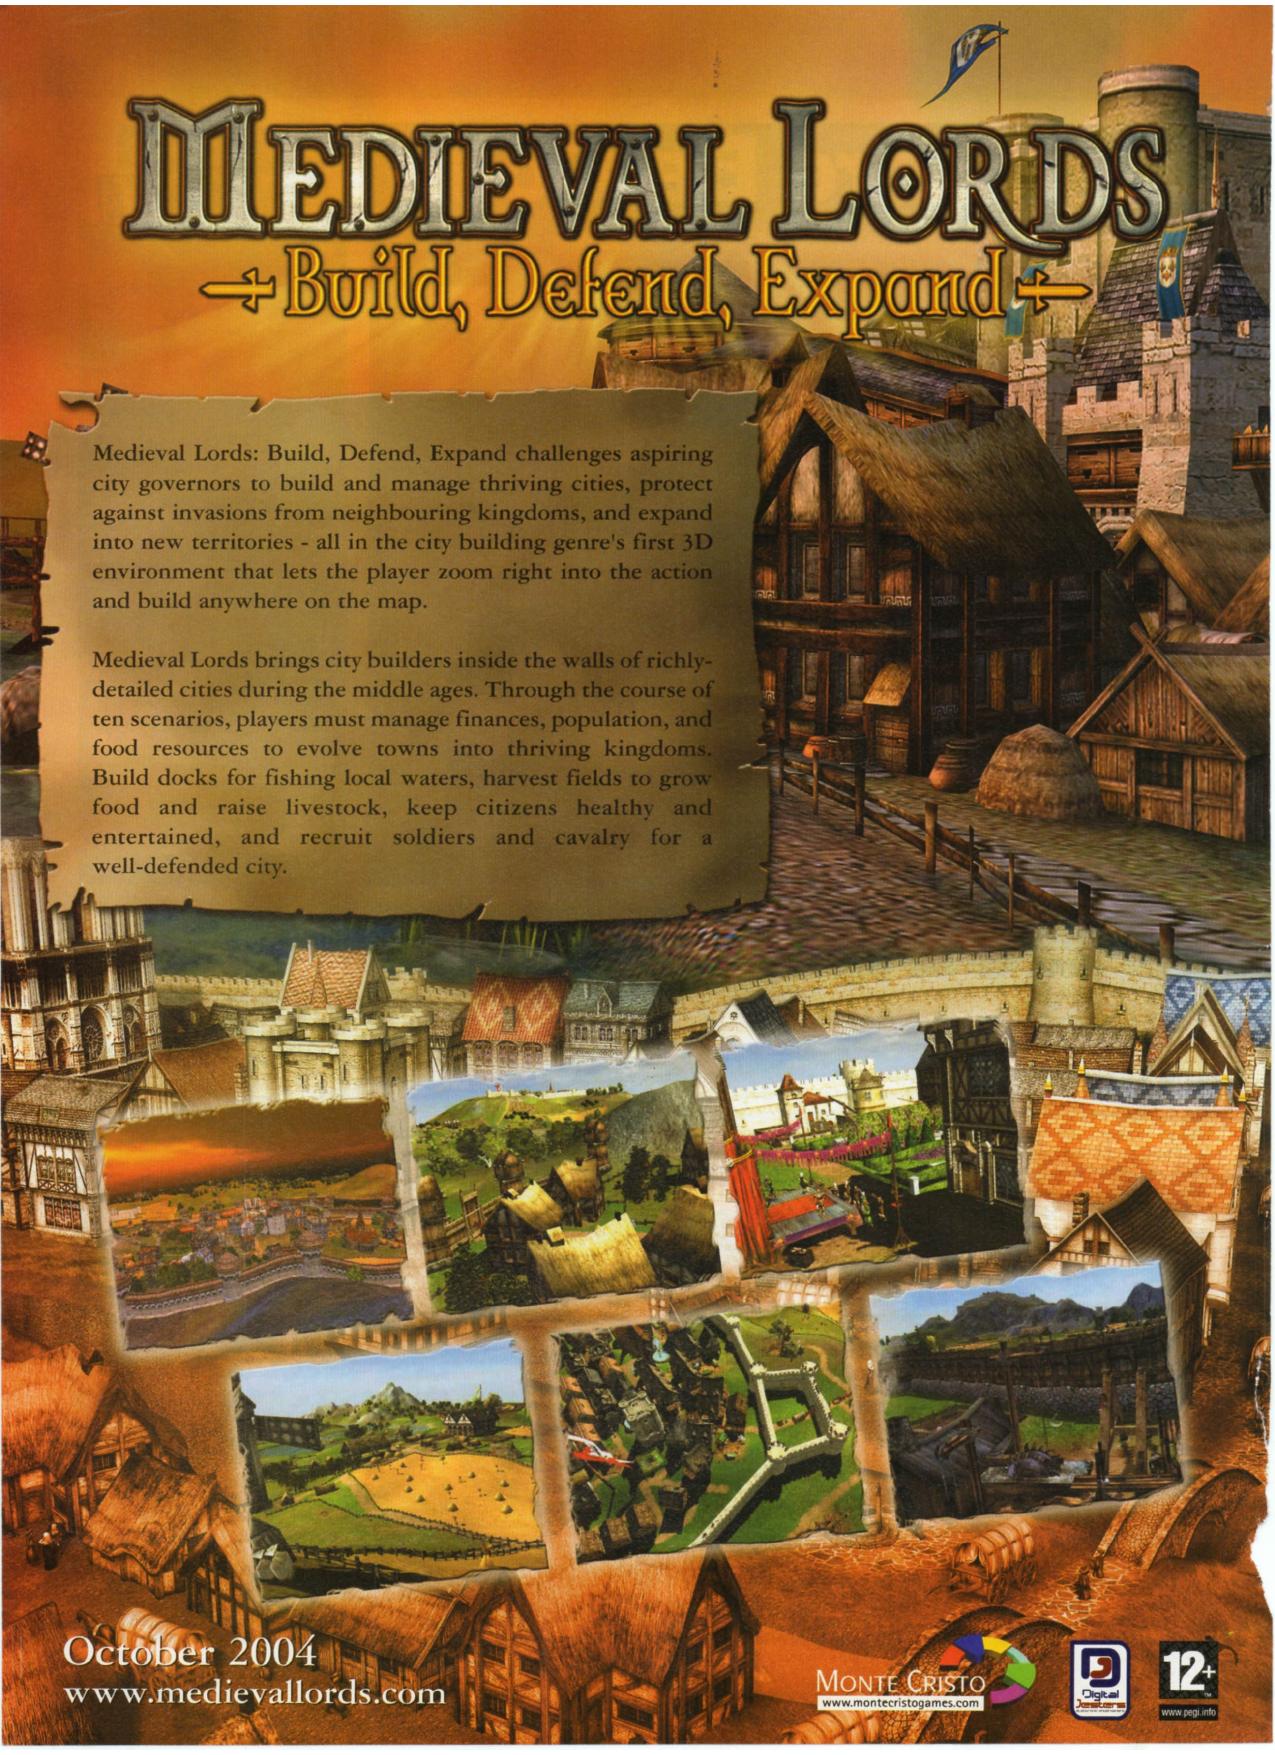 MEDIEVAL LORDS
Build, Defend, Expand
Medieval Lords: Build, Defend, Expand challenges aspiring
city governors to build and manage thriving cities, protect
against invasions from neighbouring kingdoms, and expand
into new territories - all in the city building genre's first 3D
environment that lets the player zoom right into the action
and build anywhere on the map.
Medieval Lords brings city builders inside the walls of richly-
detailed cities during the middle ages. Through the course of
ten scenarios, players must manage finances, population, and
food resources to evolve towns into thriving kingdoms.
Build docks for fishing local waters, harvest fields to grow
food and raise livestock, keep citizens healthy and
entertained, and recruit soldiers and cavalry for a
well-defended city.
October 2004
www.medievallords.com
MONTE CRISTO
www.montecristogames.com
Digital
Jesters
12+
www.pegi.info